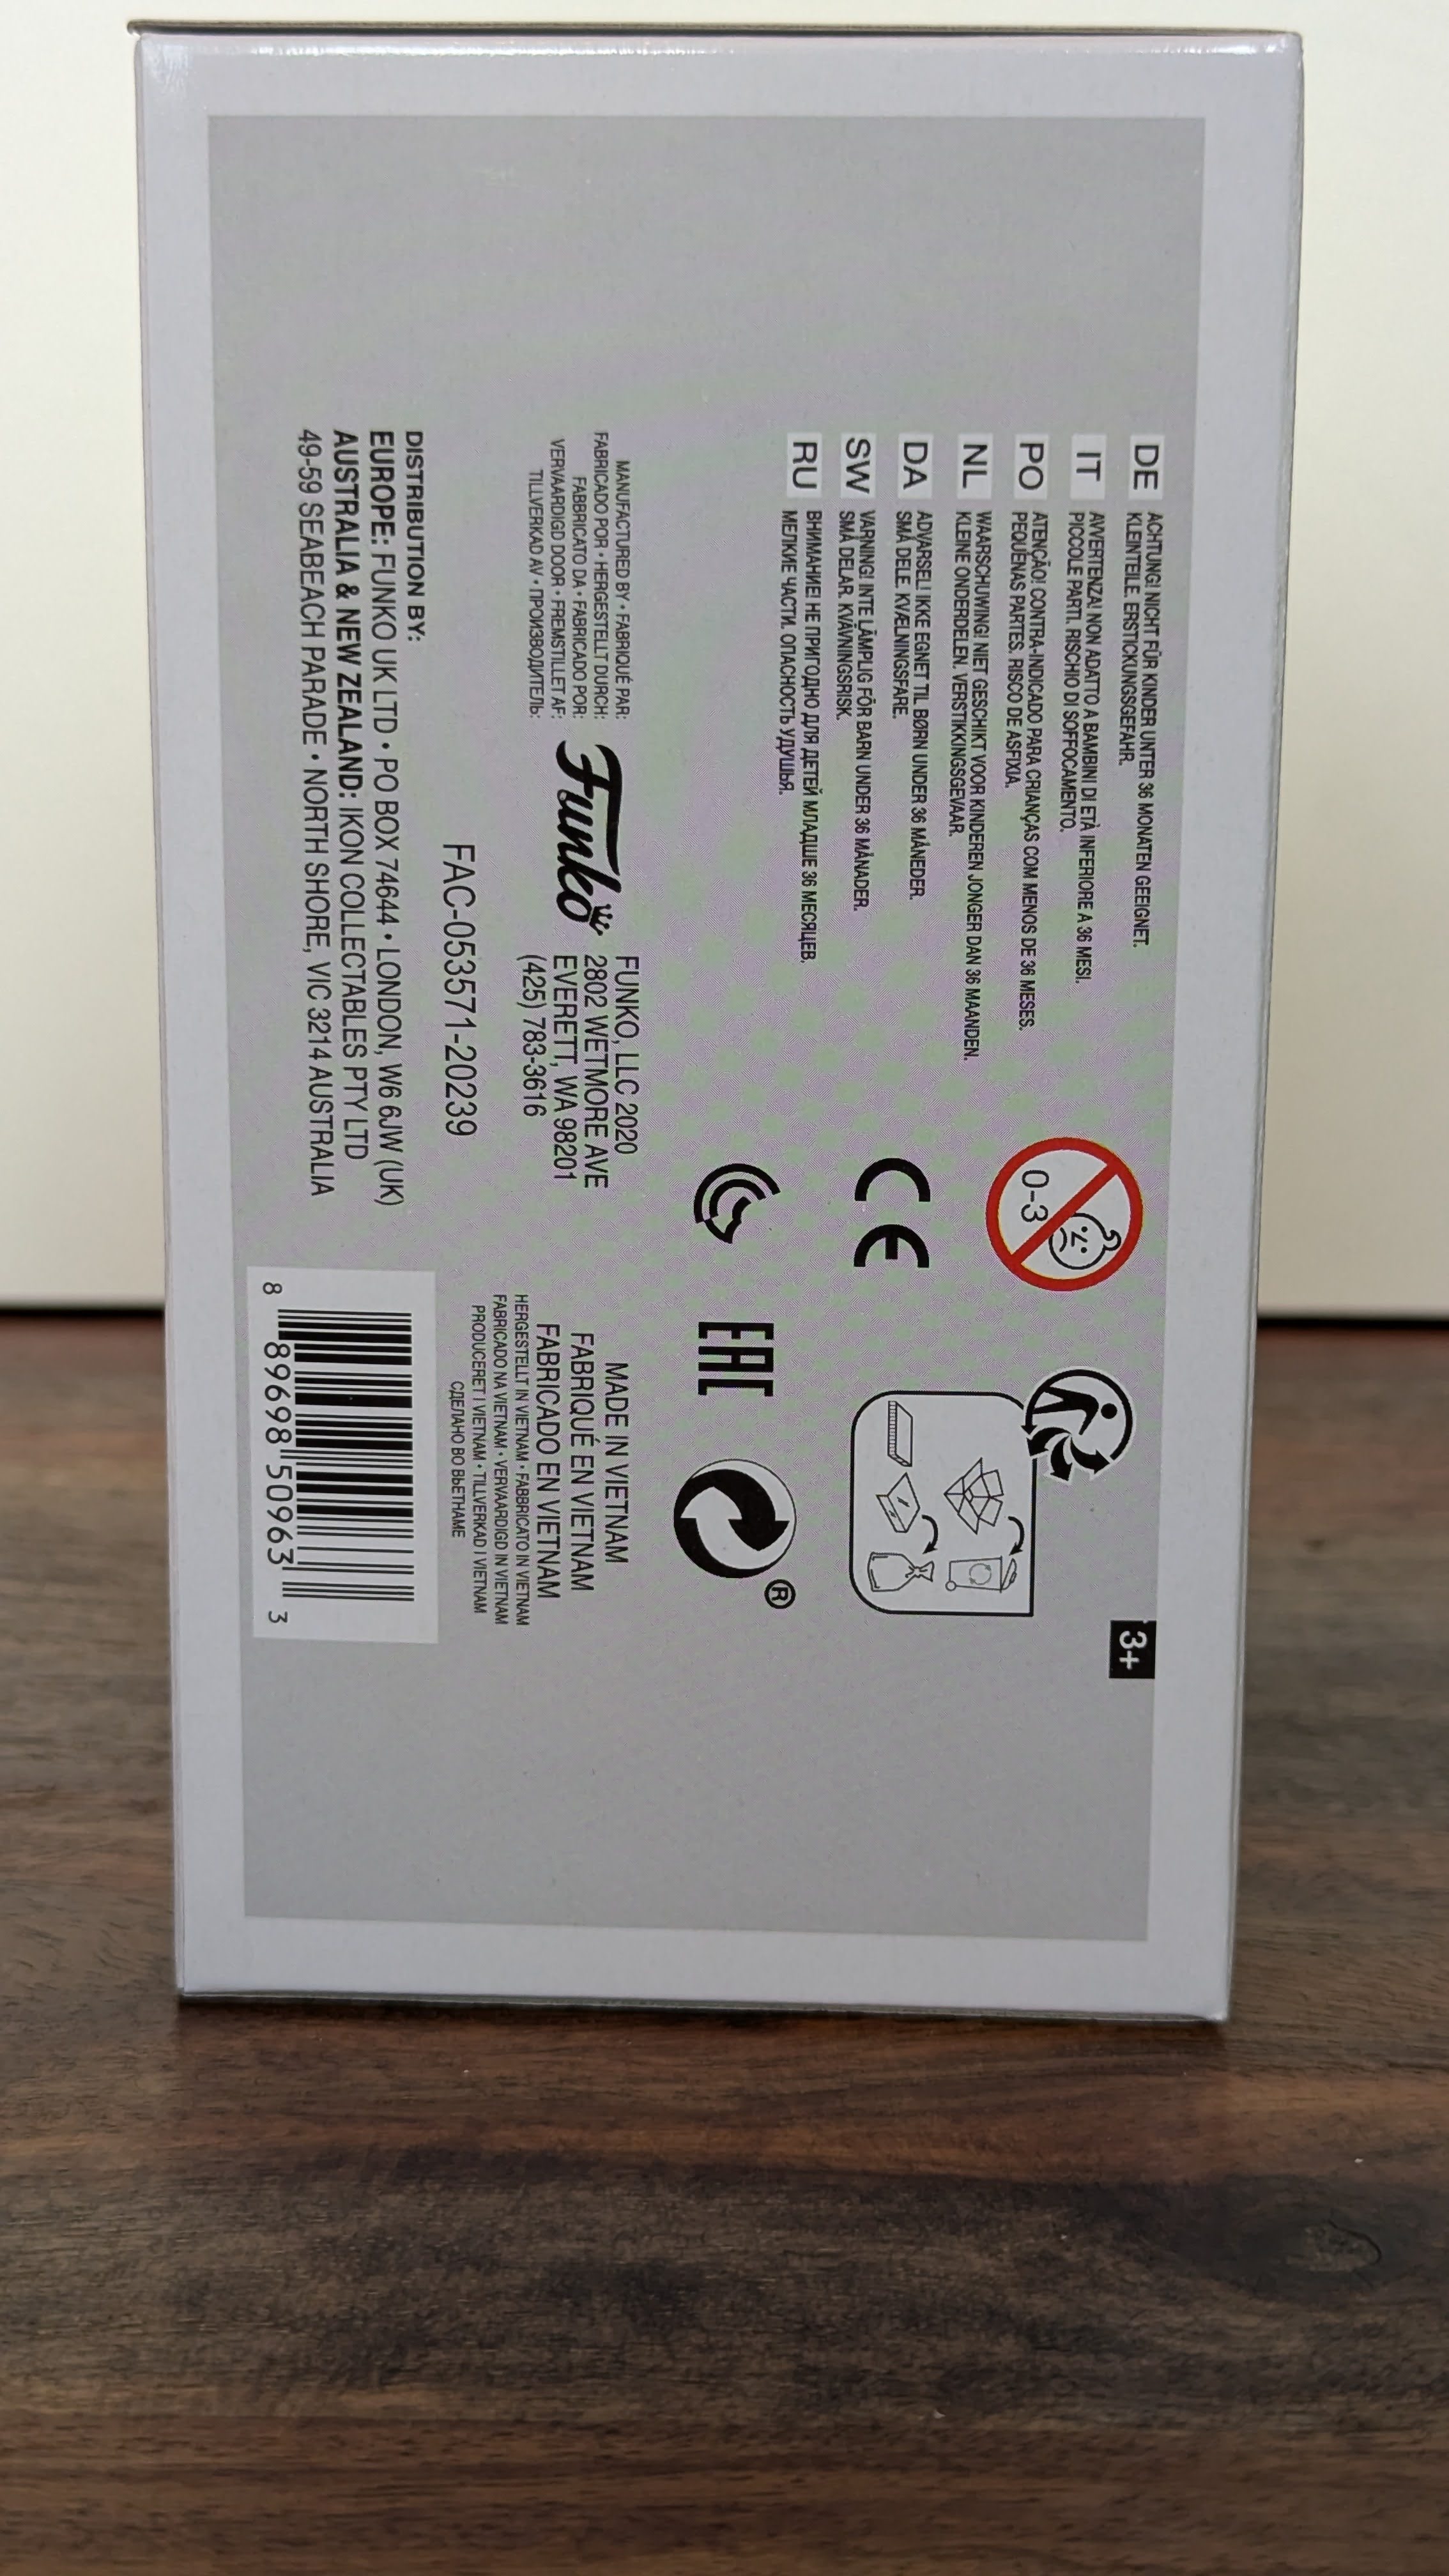 DE
ACHTUNG! NICHT FÜR KINDER UNTER 36 MONATEN GEEIGNET.
KLEINTEILE. ERSTICKUNGSGEFAHR.
IT
AVVERTENZA! NON ADATTO A BAMBINI DI ETÀ INFERIORE A 36 MESI.
PICCOLE PARTI. RISCHIO DI SOFFOCAMENTO.
PO
ATENÇÃO! CONTRA-INDICADO PARA CRIANÇAS COM MENOS DE 36 MESES.
PEQUENAS PARTES. RISCO DE ASFIXIA.
NL
WAARSCHUWING! NIET GESCHIKT VOOR KINDEREN JONGER DAN 36 MAANDEN.
KLEINE ONDERDELEN. VERSTIKKINGSGEVAAR.
DA
ADVARSEL! IKKE EGNET TIL BØRN UNDER 36 MÅNEDER.
SMÅ DELE. KVÆLNINGSFARE.
SW
VARNING! INTE LÄMPLIG FÖR BARN UNDER 36 MÅNADER.
SMÅ DELAR. KVÄVNINGSRISK.
RU
ВНИМАНИЕ! НЕ ПРИГОДНО ДЛЯ ДЕТЕЙ МЛАДШЕ 36 МЕСЯЦЕВ.
МЕЛКИЕ ЧАСТИ. ОПАСНОСТЬ УДУШЬЯ.
3+
0-3
CE
EAC
®
MANUFACTURED BY • FABRIQUÉ PAR:
FABRICADO POR • HERGESTELLT DURCH:
FABBRICATO DA • FABRICADO POR:
VERVAARDIGD DOOR • FREMSTILLET AF:
TILLVERKAD AV • ПРОИЗВОДИТЕЛЬ:
Funko
FUNKO, LLC 2020
2802 WETMORE AVE
EVERETT, WA 98201
(425) 783-3616
MADE IN VIETNAM
FABRIQUÉ EN VIETNAM
FABRICADO EN VIETNAM
HERGESTELLT IN VIETNAM • FABBRICATO IN VIETNAM
FABRICADO NA VIETNAM • VERVAARDIGD IN VIETNAM
PRODUCERET I VIETNAM • TILLVERKAD I VIETNAM
СДЕЛАНО ВО ВЬЕТНАМЕ
FAC-053571-20239
DISTRIBUTION BY:
EUROPE: FUNKO UK LTD • PO BOX 74644 • LONDON, W6 6JW (UK)
AUSTRALIA & NEW ZEALAND: IKON COLLECTABLES PTY LTD
49-59 SEABEACH PARADE • NORTH SHORE, VIC 3214 AUSTRALIA
8 89698 50963 3